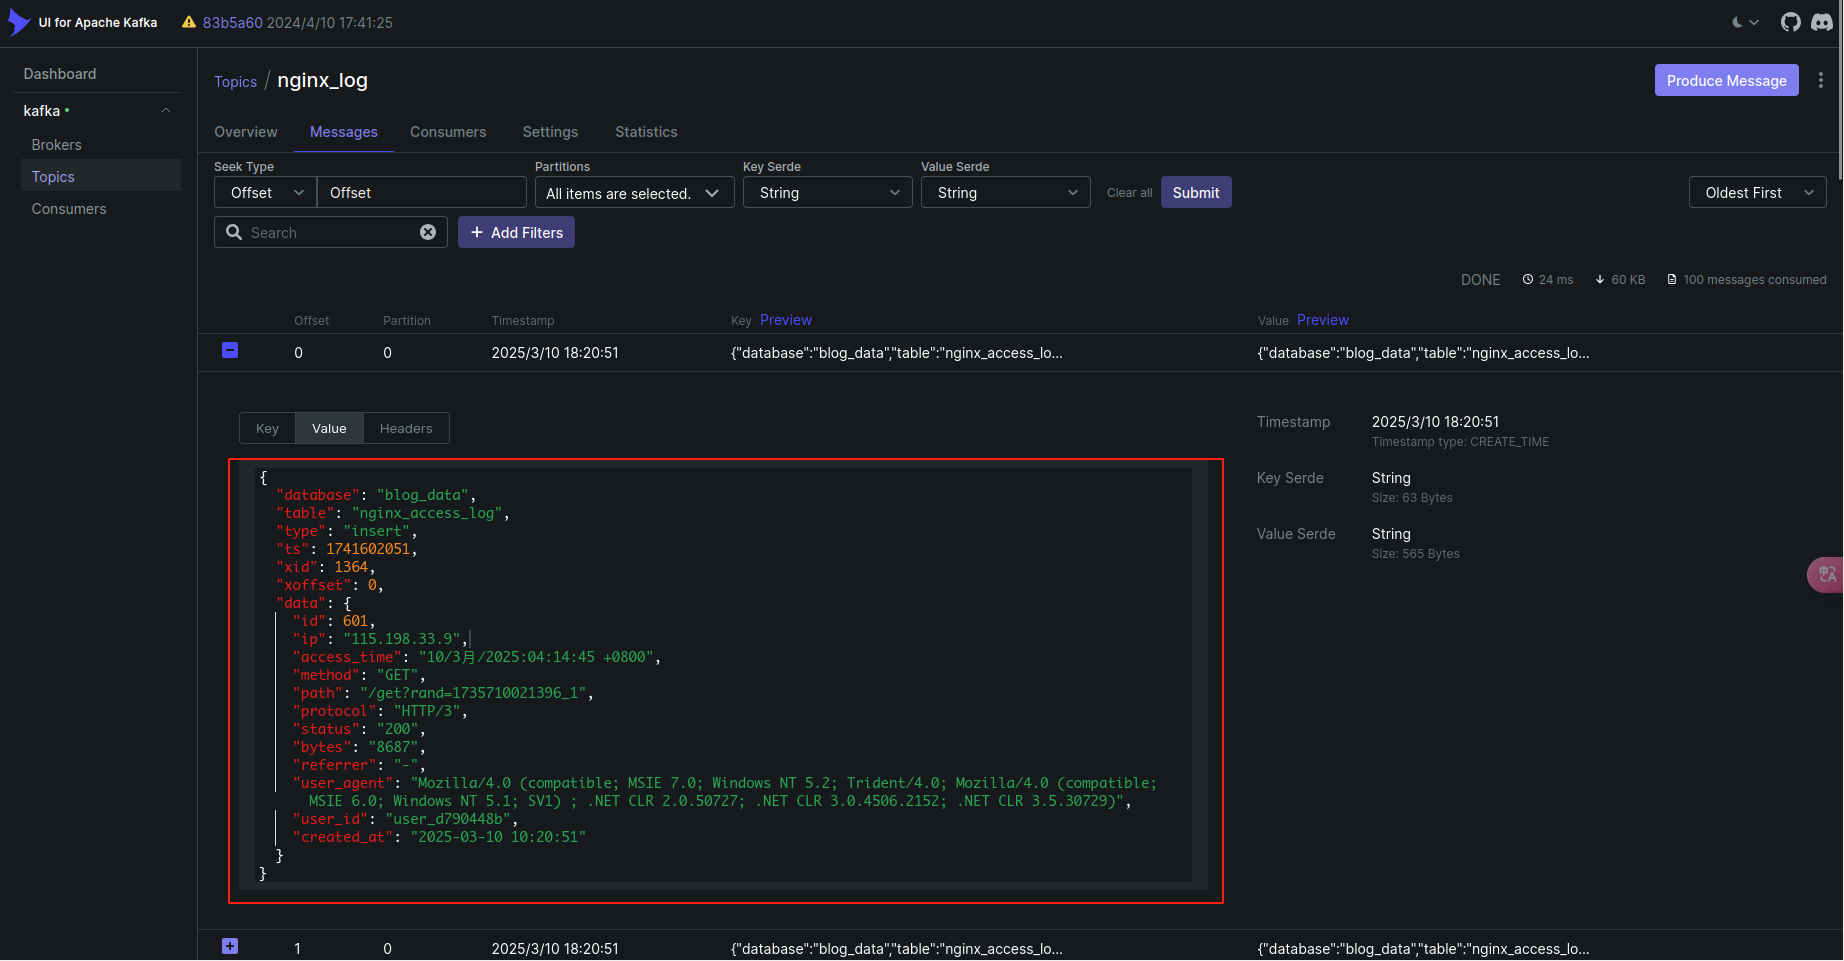 UI for Apache Kafka
83b5a60 2024/4/10 17:41:25
Dashboard
kafka
Brokers
Topics
Consumers
Topics / nginx_log
Produce Message
Overview Messages Consumers Settings Statistics
Seek Type Partitions Key Serde Value Serde
Offset Offset All items are selected. String String Clear all Submit Oldest First
Search + Add Filters
DONE 24 ms 60 KB 100 messages consumed
Offset Partition Timestamp Key Preview Value Preview
0 0 2025/3/10 18:20:51 {"database":"blog_data","table":"nginx_access_lo... {"database":"blog_data","table":"nginx_access_lo...
Key Value Headers
{
"database": "blog_data",
"table": "nginx_access_log",
"type": "insert",
"ts": 1741602051,
"xid": 1364,
"xoffset": 0,
"data": {
"id": 601,
"ip": "115.198.33.9",
"access_time": "10/3月/2025:04:14:45 +0800",
"method": "GET",
"path": "/get?rand=1735710021396_1",
"protocol": "HTTP/3",
"status": "200",
"bytes": "8687",
"referrer": "-",
"user_agent": "Mozilla/4.0 (compatible; MSIE 7.0; Windows NT 5.2; Trident/4.0; Mozilla/4.0 (compatible;
MSIE 6.0; Windows NT 5.1; SV1) ; .NET CLR 2.0.50727; .NET CLR 3.0.4506.2152; .NET CLR 3.5.30729)",
"user_id": "user_d790448b",
"created_at": "2025-03-10 10:20:51"
}
}
Timestamp 2025/3/10 18:20:51
Timestamp type: CREATE_TIME
Key Serde String
Size: 63 Bytes
Value Serde String
Size: 565 Bytes
中A
1 0 2025/3/10 18:20:51 {"database":"blog_data","table":"nginx_access_lo... {"database":"blog_data","table":"nginx_access_lo...